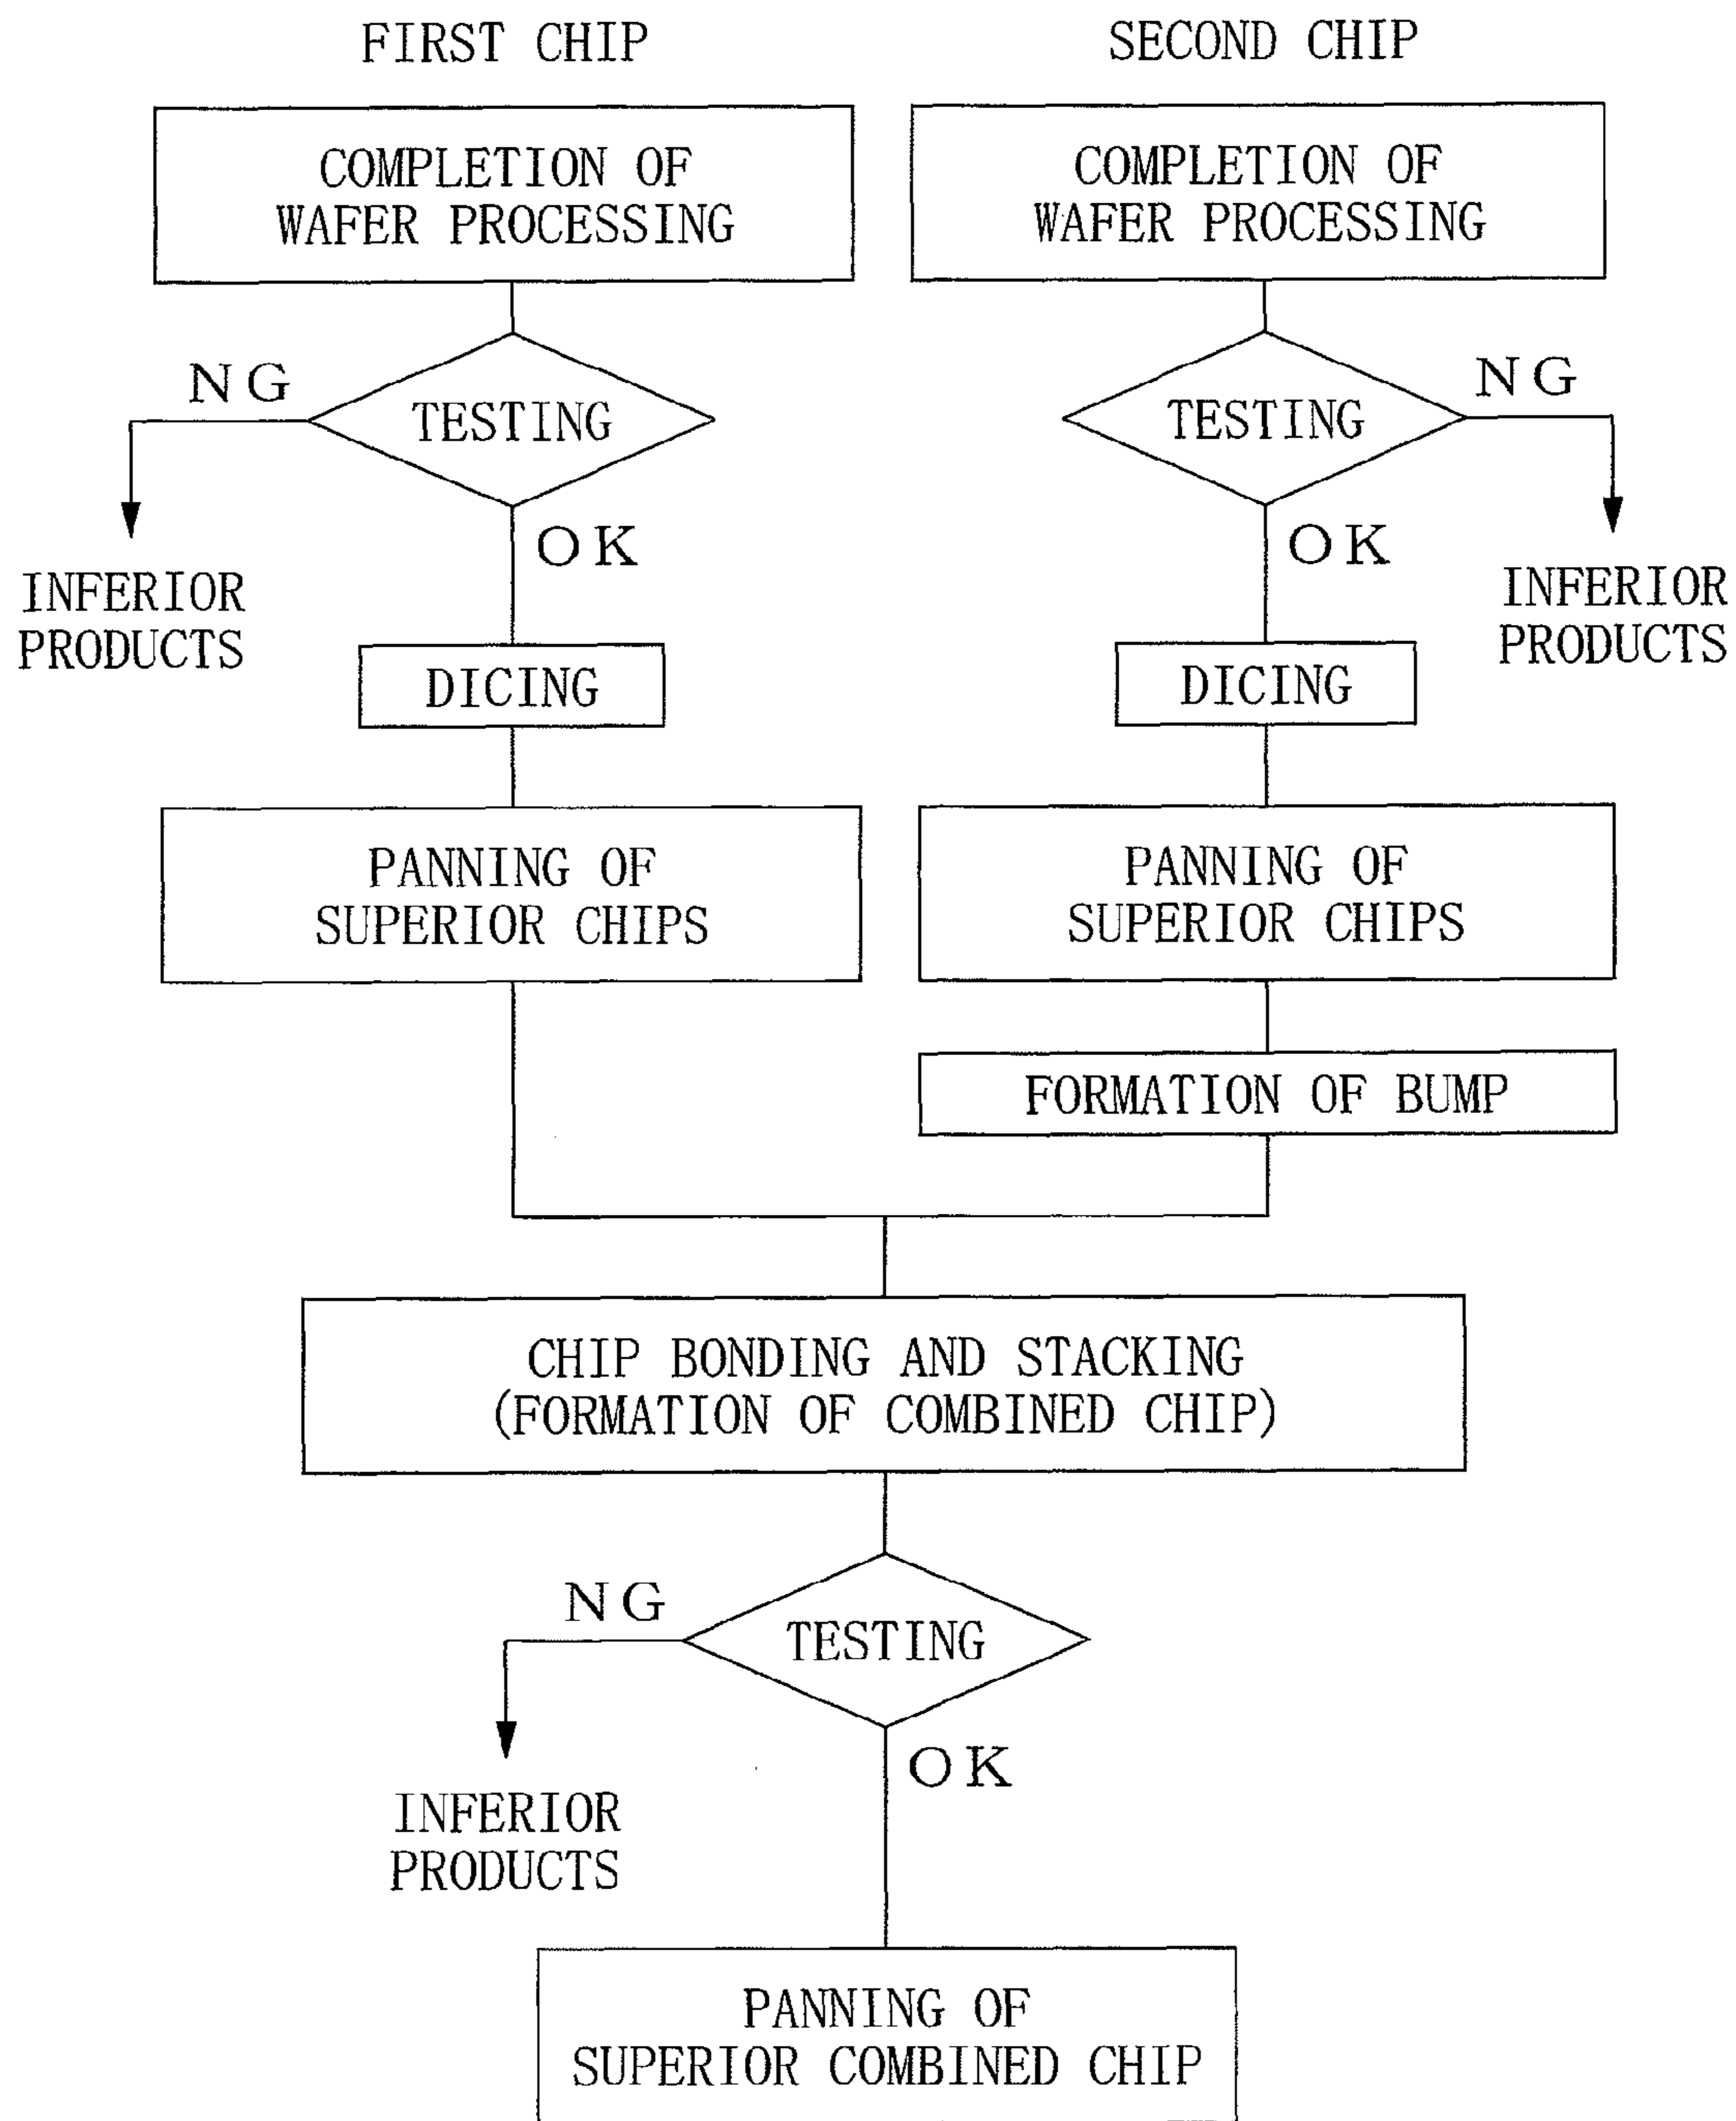 FIRST CHIP
SECOND CHIP
COMPLETION OF
WAFER PROCESSING
COMPLETION OF
WAFER PROCESSING
NG
TESTING
OK
INFERIOR
PRODUCTS
TESTING
NG
OK
INFERIOR
PRODUCTS
DICING
DICING
PANNING OF
SUPERIOR CHIPS
PANNING OF
SUPERIOR CHIPS
FORMATION OF BUMP
CHIP BONDING AND STACKING
(FORMATION OF COMBINED CHIP)
NG
TESTING
OK
INFERIOR
PRODUCTS
PANNING OF
SUPERIOR COMBINED CHIP